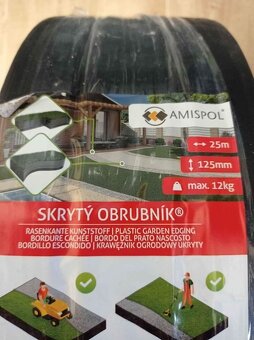 AMISPOL®
25m
125mm
max. 12kg
SKRYTÝ OBRUBNÍK®
RASENKANTE KUNSTSTOFF | PLASTIC GARDEN EDGING
BORDURE CACHÉE | BORDO DEL PRATO NASCOSTO
BORDILLO ESCONDIDO | KRAWĘŻNIK OGRODOWY UKRYTY